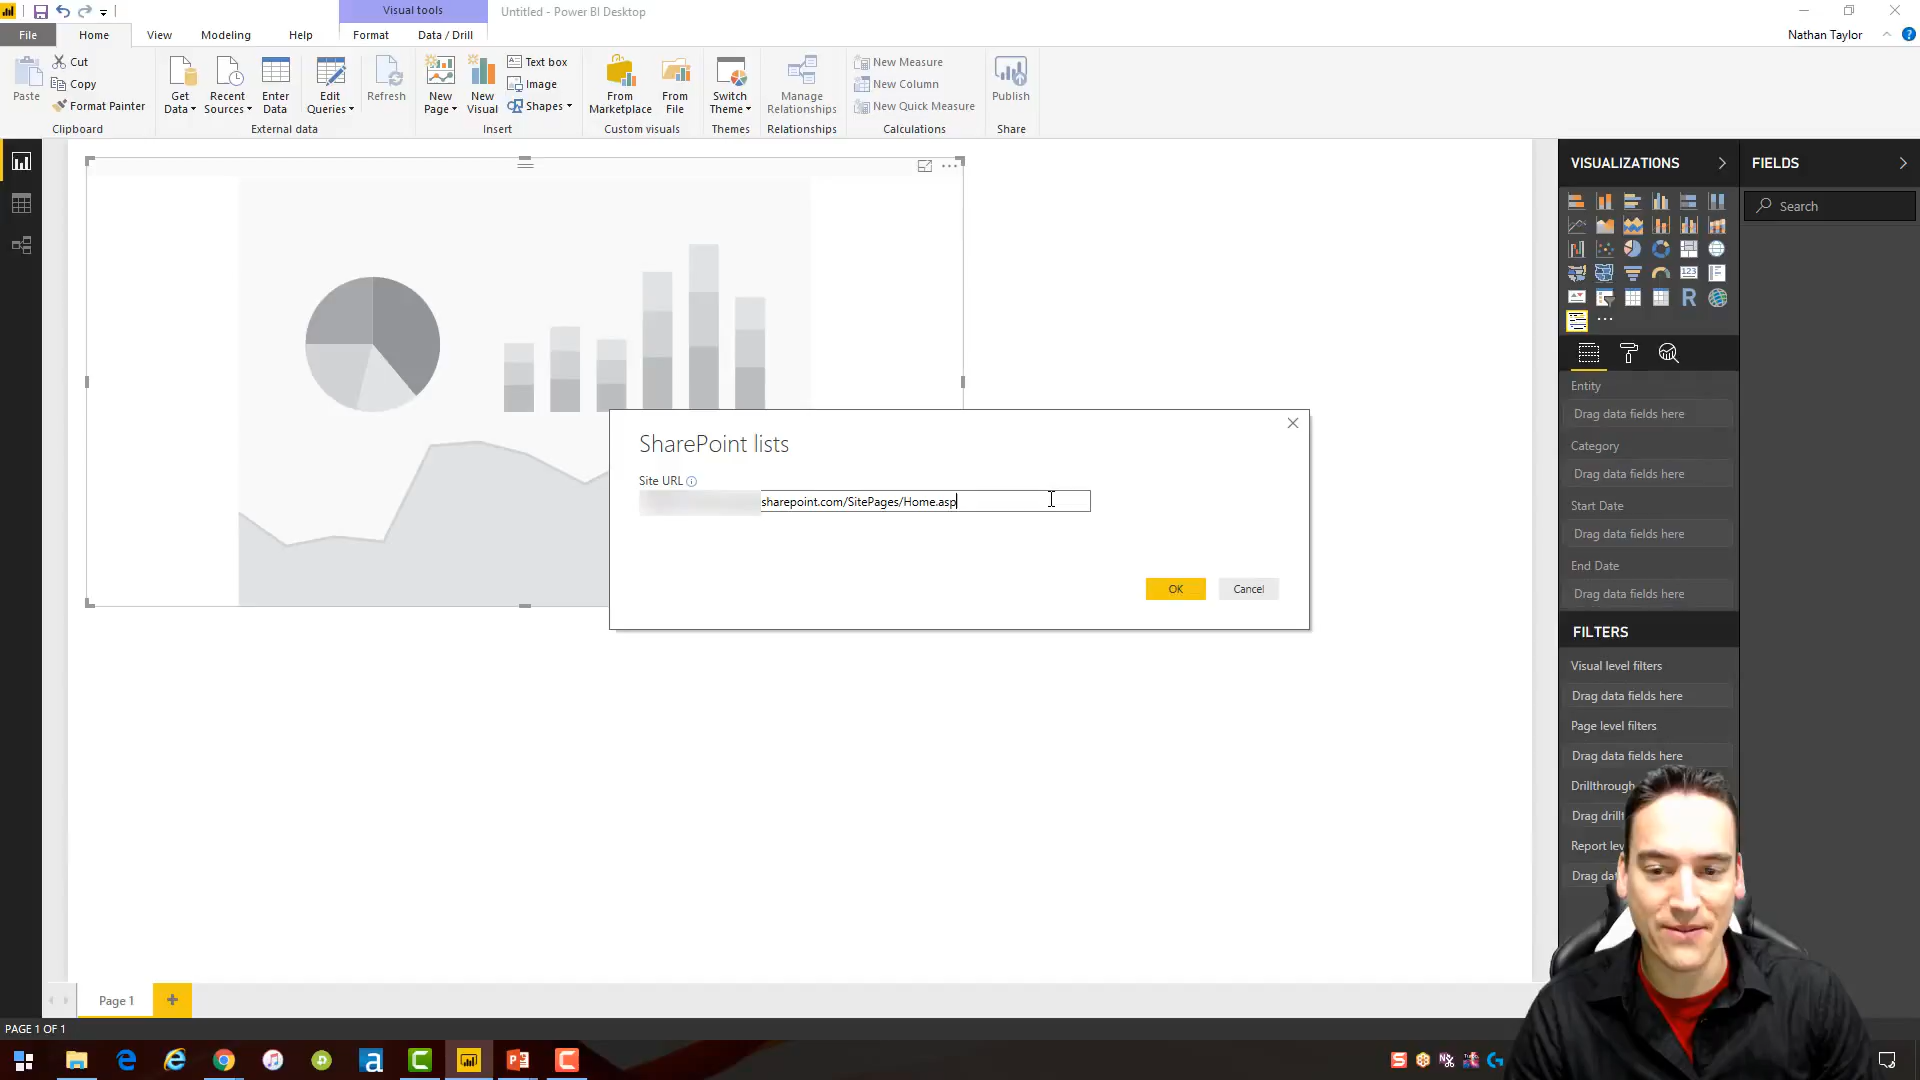 Visual tools
Untitled - Power BI Desktop
File
Home
View
Modeling
Help
Format
Data / Drill
Nathan Taylor
Paste
Cut
Copy
Format Painter
Clipboard
Get Data
Recent Sources
Enter Data
Edit Queries
Refresh
External data
New Page
New Visual
Text box
Image
Shapes
Insert
From Marketplace
From File
Custom visuals
Switch Theme
Themes
Manage Relationships
Relationships
New Measure
New Column
New Quick Measure
Calculations
Publish
Share
VISUALIZATIONS
FIELDS
Search
Entity
Drag data fields here
Category
Drag data fields here
Start Date
Drag data fields here
End Date
Drag data fields here
FILTERS
Visual level filters
Drag data fields here
Page level filters
Drag data fields here
Drillthrough
Drag drill
Report lev
Drag dat
SharePoint lists
Site URL
sharepoint.com/SitePages/Home.asp
OK
Cancel
Page 1
PAGE 1 OF 1